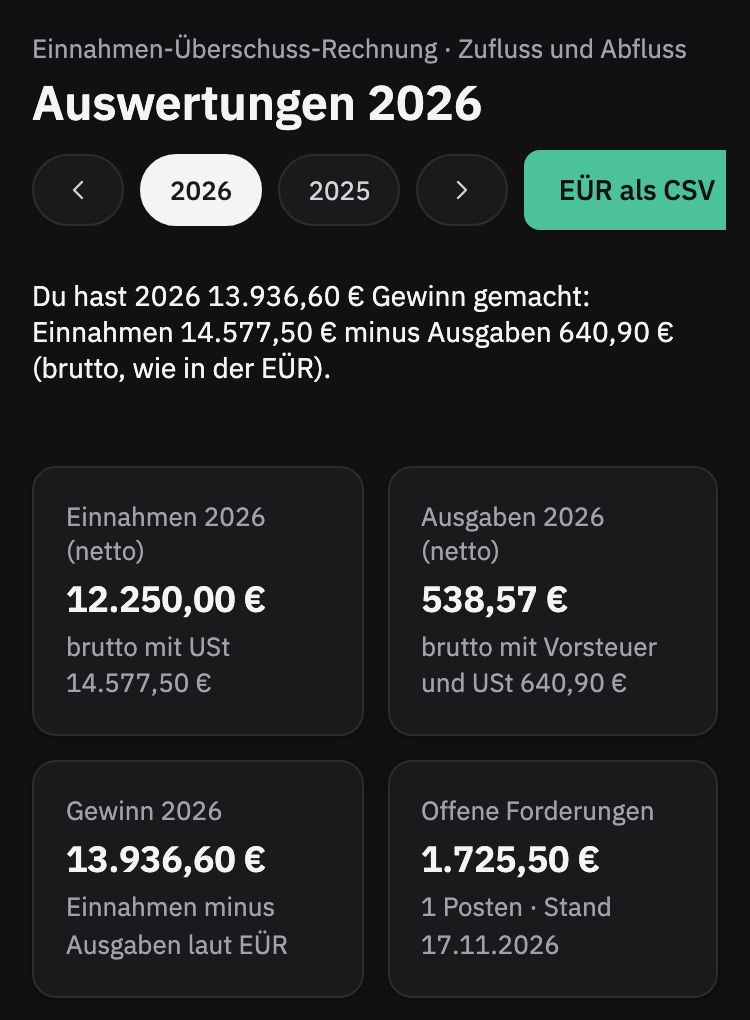 Einnahmen-Überschuss-Rechnung · Zufluss und Abfluss
Auswertungen 2026
2026
2025
EÜR als CSV
Du hast 2026 13.936,60 € Gewinn gemacht:
Einnahmen 14.577,50 € minus Ausgaben 640,90 €
(brutto, wie in der EÜR).
Einnahmen 2026
(netto)
12.250,00 €
brutto mit USt
14.577,50 €
Ausgaben 2026
(netto)
538,57 €
brutto mit Vorsteuer
und USt 640,90 €
Gewinn 2026
13.936,60 €
Einnahmen minus
Ausgaben laut EÜR
Offene Forderungen
1.725,50 €
1 Posten · Stand
17.11.2026